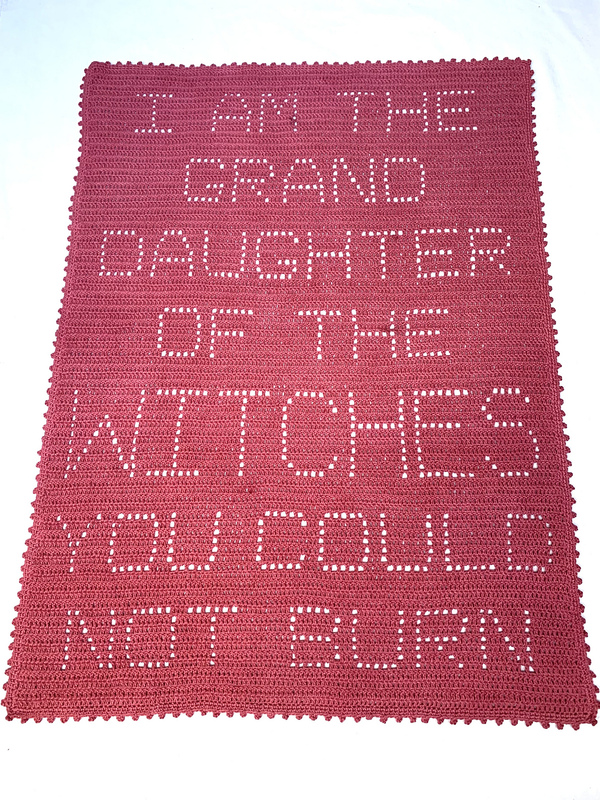 I AM THE
GRAND
DAUGHTER
OF THE
WITCHES
YOU COULD
NOT BURN